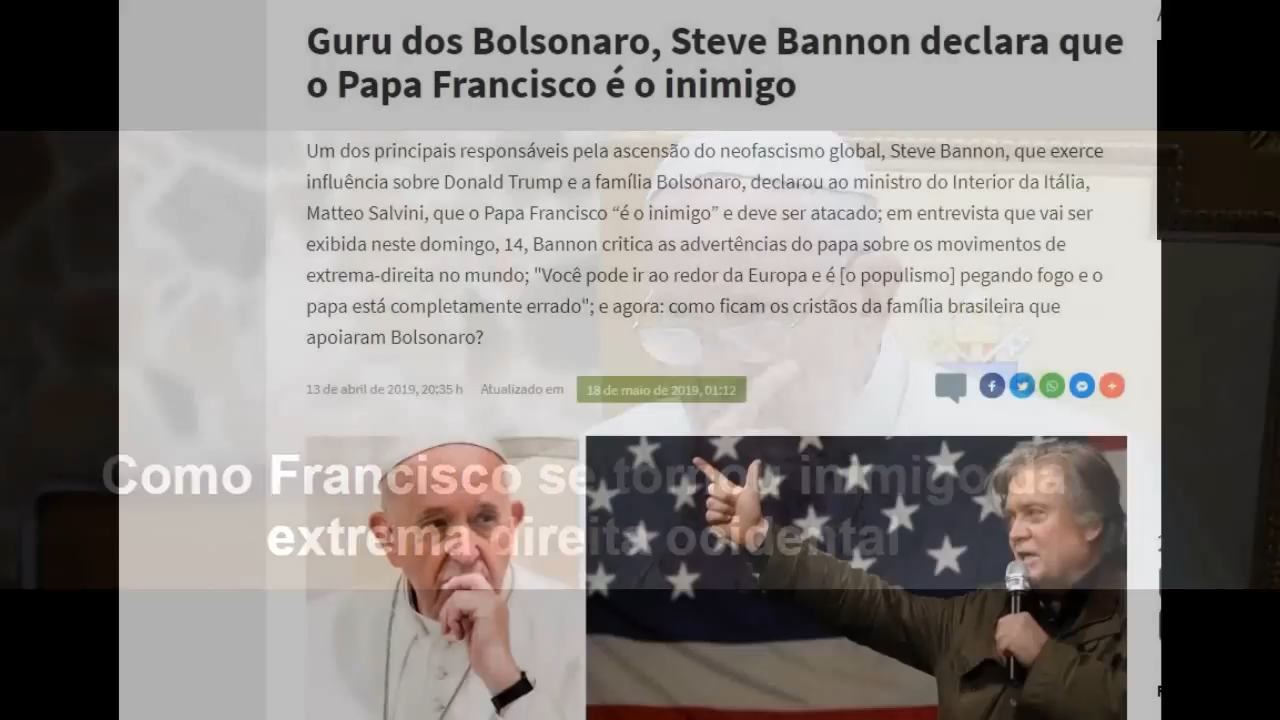 Guru dos Bolsonaro, Steve Bannon declara que
o Papa Francisco é o inimigo
Um dos principais responsáveis pela ascensão do neofascismo global, Steve Bannon, que exerce
influência sobre Donald Trump e a família Bolsonaro, declarou ao ministro do Interior da Itália,
Matteo Salvini, que o Papa Francisco “é o inimigo” e deve ser atacado; em entrevista que vai ser
exibida neste domingo, 14, Bannon critica as advertências do papa sobre os movimentos de
extrema-direita no mundo; "Você pode ir ao redor da Europa e é [o populismo] pegando fogo e o
papa está completamente errado"; e agora: como ficam os cristãos da família brasileira que
apoiaram Bolsonaro?
13 de abril de 2019, 20:35 h Atualizado em 18 de maio de 2019, 01:12
Como Francisco se tornou inimigo da
extrema direita ocidental